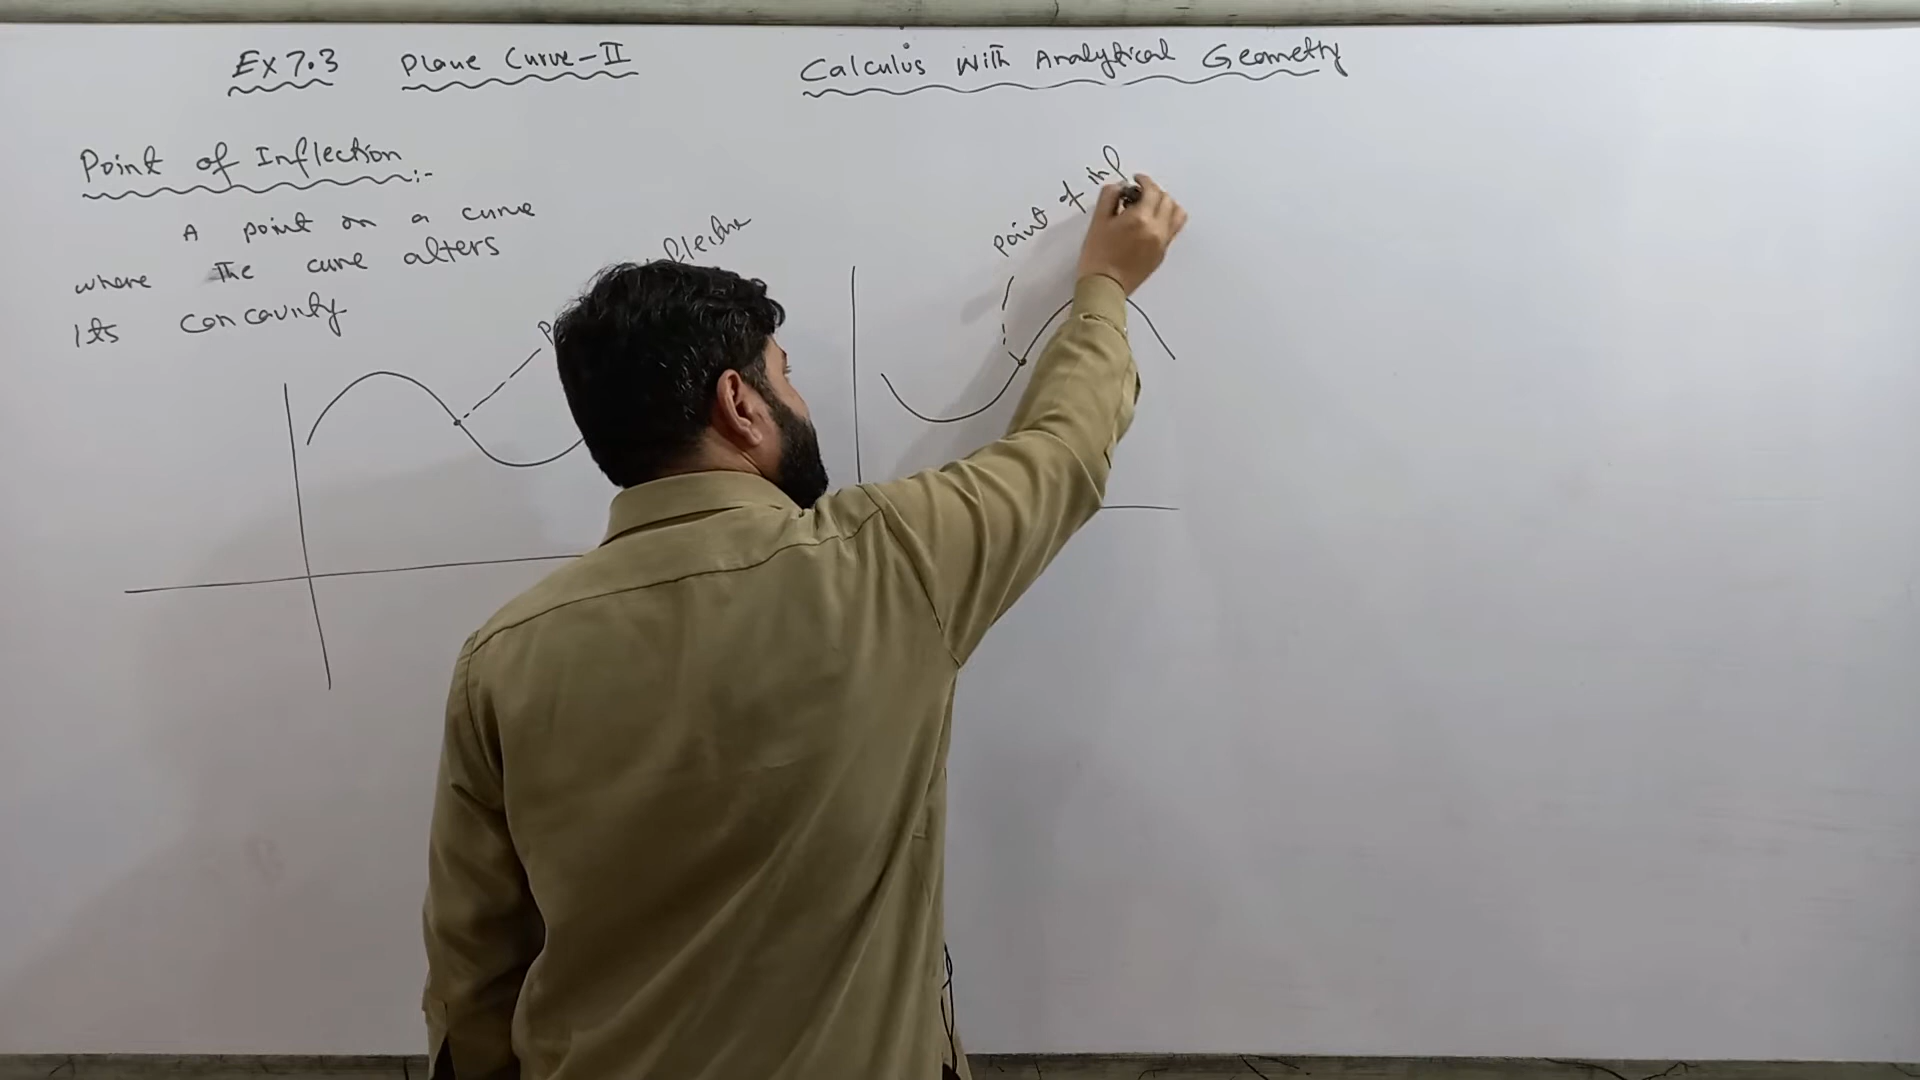 Ex 7.3 Plane Curve-II Calculus With Analytical Geometry
Point of Inflection :-
A point on a curve
where The curve alters
Its Concavity
Point of inf